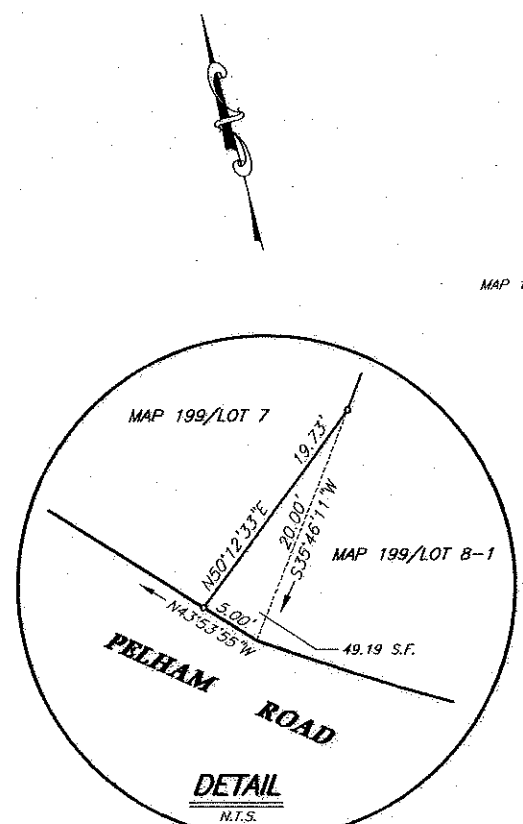 MAP 1
MAP 199/LOT 7
19.73'
N50°12'33"E
20.00'
S35°46'11"W
MAP 199/LOT 8-1
5.00'
N43°53'55"W
49.19 S.F.
PELHAM ROAD
DETAIL
N.T.S.